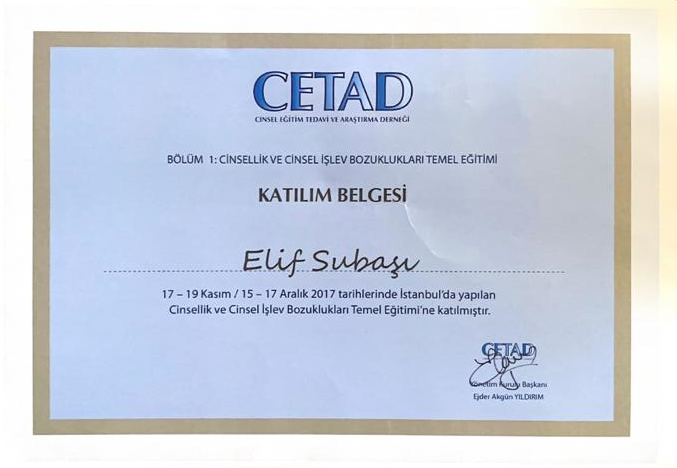 CETAD
CİNSEL EĞİTİM TEDAVİ VE ARAŞTIRMA DERNEĞİ
BÖLÜM 1: CİNSELLİK VE CİNSEL İŞLEV BOZUKLUKLARI TEMEL EĞİTİMİ
KATILIM BELGESİ
Elif Subaşı
17 – 19 Kasım / 15 – 17 Aralık 2017 tarihlerinde İstanbul'da yapılan
Cinsellik ve Cinsel İşlev Bozuklukları Temel Eğitimi'ne katılmıştır.
CETAD
Yönetim Kurulu Başkanı
Ejder Akgün YILDIRIM